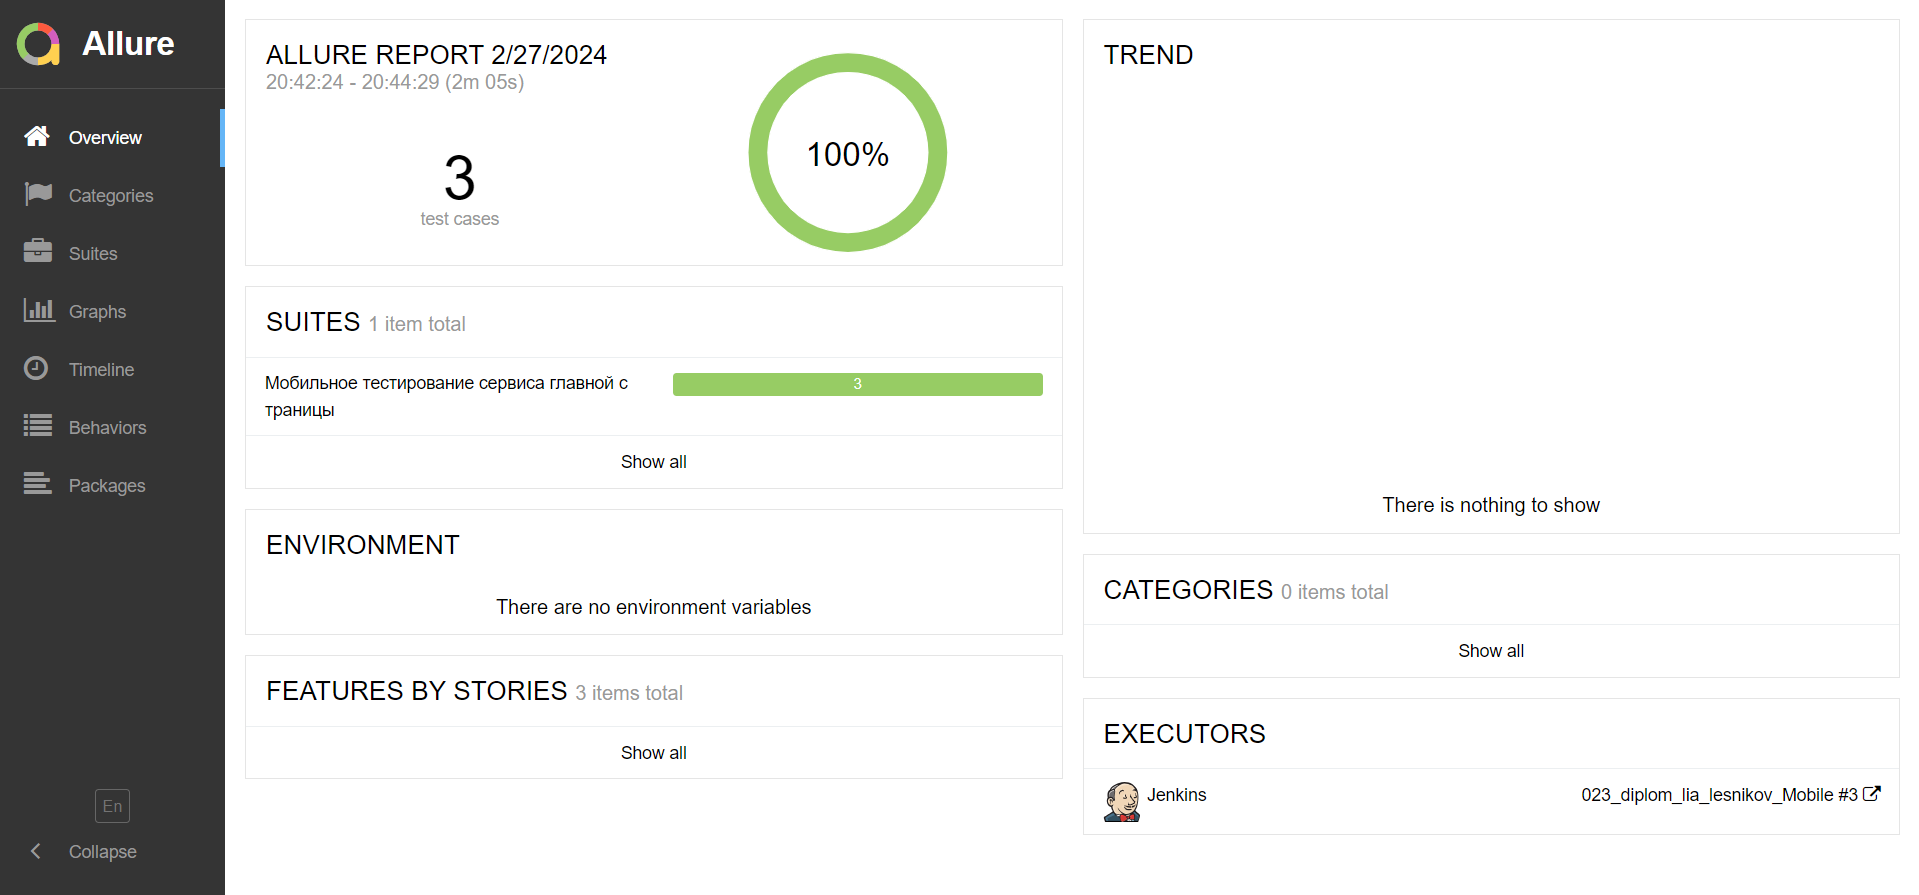 Allure
Overview
Categories
Suites
Graphs
Timeline
Behaviors
Packages
En
Collapse
ALLURE REPORT 2/27/2024
20:42:24 - 20:44:29 (2m 05s)
3
test cases
100%
SUITES 1 item total
Мобильное тестирование сервиса главной с
траницы
3
Show all
ENVIRONMENT
There are no environment variables
FEATURES BY STORIES 3 items total
Show all
TREND
There is nothing to show
CATEGORIES 0 items total
Show all
EXECUTORS
Jenkins
023_diplom_lia_lesnikov_Mobile #3